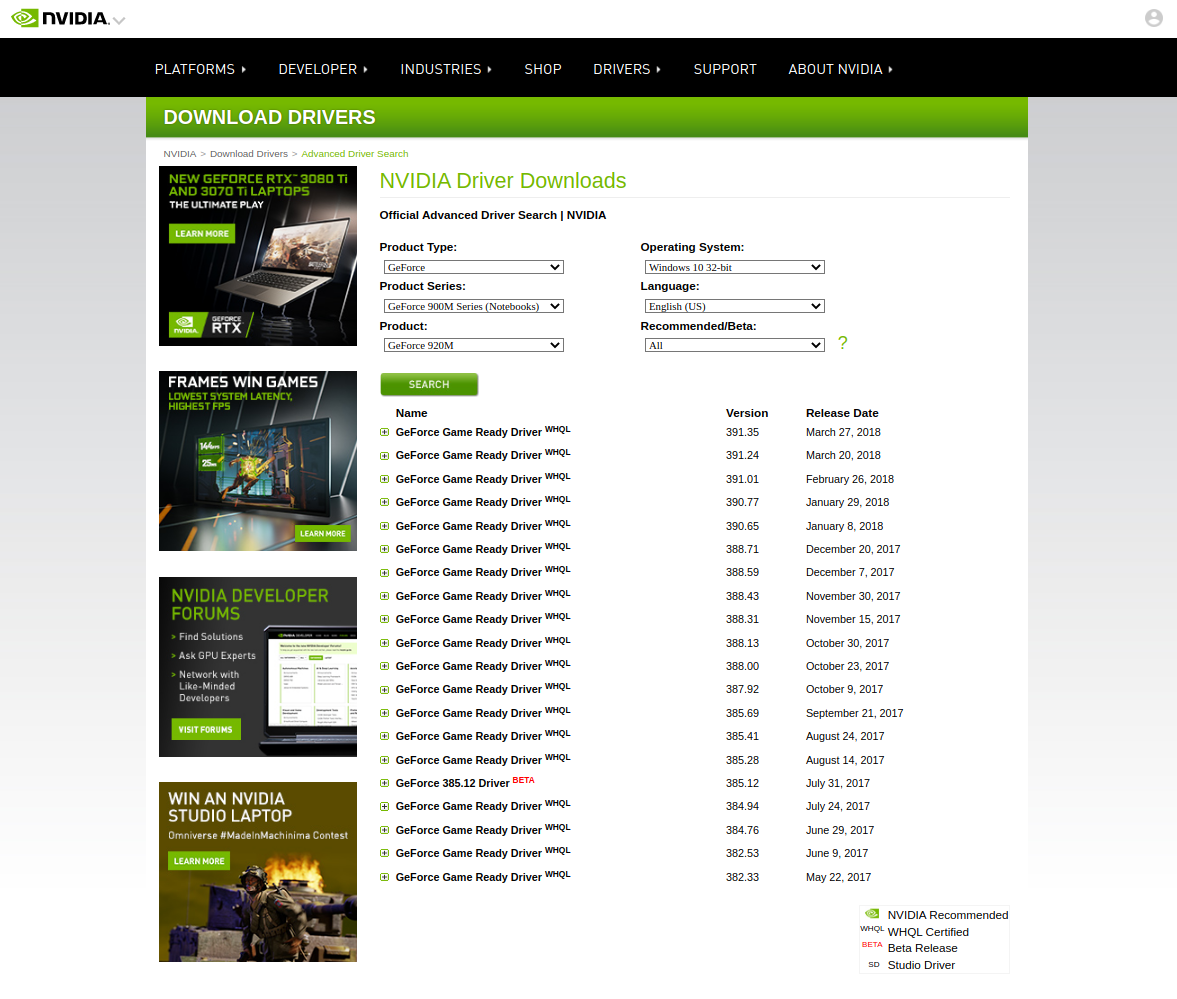 NVIDIA.
PLATFORMS DEVELOPER INDUSTRIES SHOP DRIVERS SUPPORT ABOUT NVIDIA
DOWNLOAD DRIVERS
NVIDIA > Download Drivers > Advanced Driver Search
NEW GEFORCE RTX™ 3080 Ti
AND 3070 Ti LAPTOPS
THE ULTIMATE PLAY
LEARN MORE
NVIDIA.
GEFORCE
RTX
FRAMES WIN GAMES
LOWEST SYSTEM LATENCY,
HIGHEST FPS
144FPS
25ms
LEARN MORE
NVIDIA DEVELOPER
FORUMS
> Find Solutions
> Ask GPU Experts
> Network with
Like-Minded
Developers
VISIT FORUMS
WIN AN NVIDIA
STUDIO LAPTOP
Omniverse #MadeInMachinima Contest
LEARN MORE
NVIDIA Driver Downloads
Official Advanced Driver Search | NVIDIA
Product Type: Operating System:
GeForce Windows 10 32-bit
Product Series: Language:
GeForce 900M Series (Notebooks) English (US)
Product: Recommended/Beta:
GeForce 920M All ?
SEARCH
Name Version Release Date
GeForce Game Ready Driver WHQL 391.35 March 27, 2018
GeForce Game Ready Driver WHQL 391.24 March 20, 2018
GeForce Game Ready Driver WHQL 391.01 February 26, 2018
GeForce Game Ready Driver WHQL 390.77 January 29, 2018
GeForce Game Ready Driver WHQL 390.65 January 8, 2018
GeForce Game Ready Driver WHQL 388.71 December 20, 2017
GeForce Game Ready Driver WHQL 388.59 December 7, 2017
GeForce Game Ready Driver WHQL 388.43 November 30, 2017
GeForce Game Ready Driver WHQL 388.31 November 15, 2017
GeForce Game Ready Driver WHQL 388.13 October 30, 2017
GeForce Game Ready Driver WHQL 388.00 October 23, 2017
GeForce Game Ready Driver WHQL 387.92 October 9, 2017
GeForce Game Ready Driver WHQL 385.69 September 21, 2017
GeForce Game Ready Driver WHQL 385.41 August 24, 2017
GeForce Game Ready Driver WHQL 385.28 August 14, 2017
GeForce 385.12 Driver BETA 385.12 July 31, 2017
GeForce Game Ready Driver WHQL 384.94 July 24, 2017
GeForce Game Ready Driver WHQL 384.76 June 29, 2017
GeForce Game Ready Driver WHQL 382.53 June 9, 2017
GeForce Game Ready Driver WHQL 382.33 May 22, 2017
NVIDIA Recommended
WHQL WHQL Certified
BETA Beta Release
SD Studio Driver